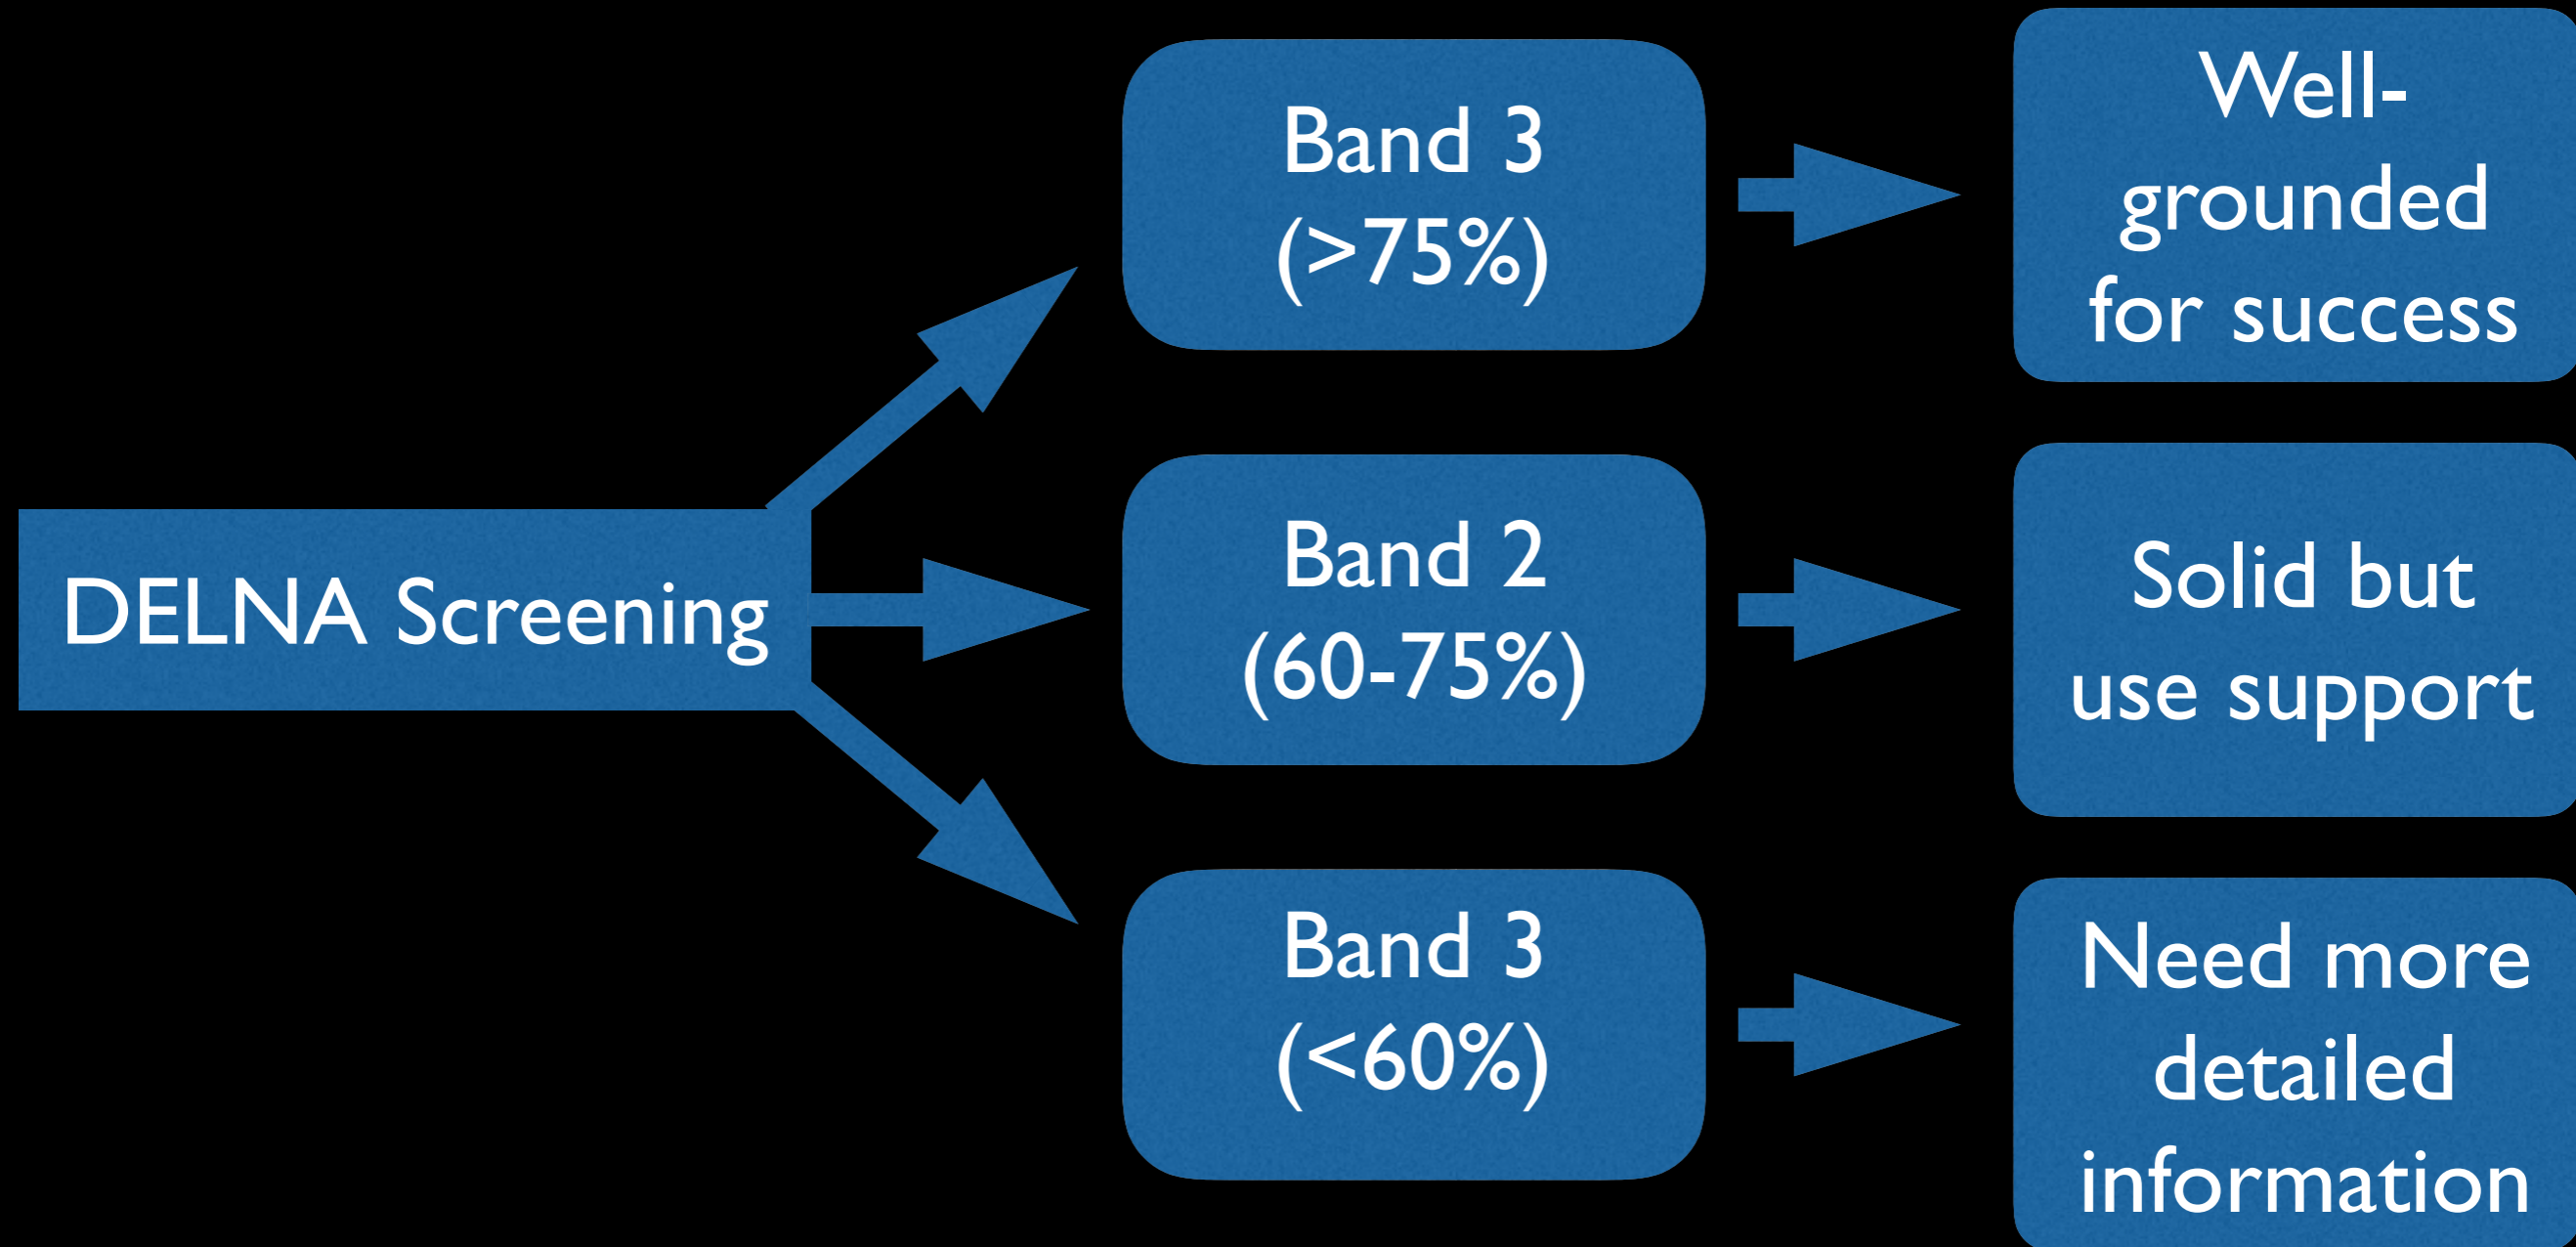 DELNA Screening
Band 3
(>75%)
Well-
grounded
for success
Band 2
(60-75%)
Solid but
use support
Band 3
(<60%)
Need more
detailed
information